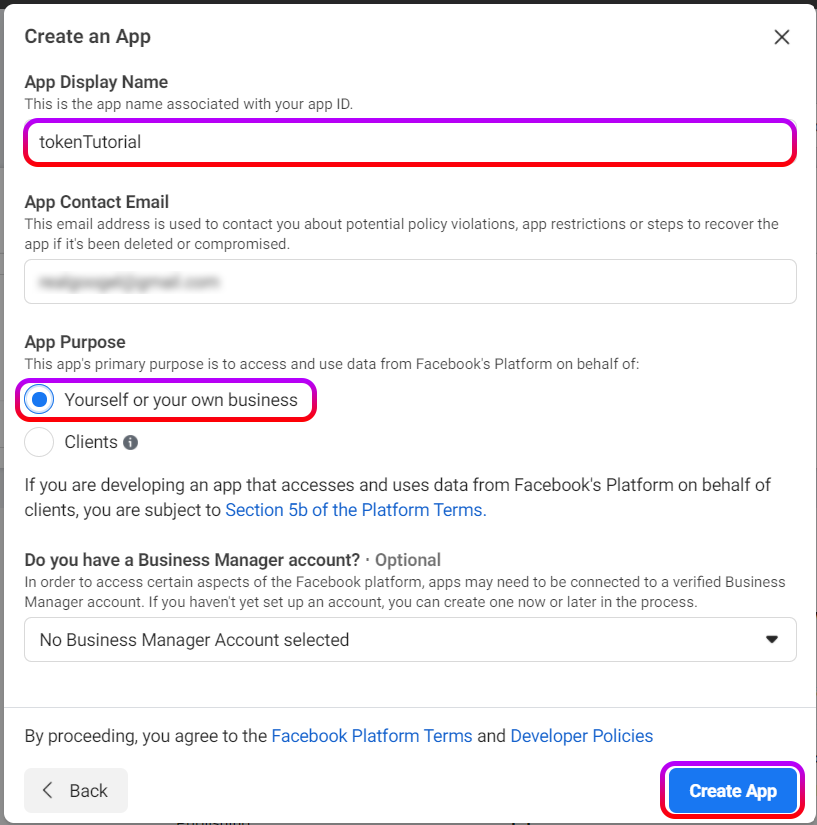 Create an App
App Display Name
This is the app name associated with your app ID.
tokenTutorial
App Contact Email
This email address is used to contact you about potential policy violations, app restrictions or steps to recover the
app if it's been deleted or compromised.
App Purpose
This app's primary purpose is to access and use data from Facebook's Platform on behalf of:
Yourself or your own business
Clients
If you are developing an app that accesses and uses data from Facebook's Platform on behalf of
clients, you are subject to Section 5b of the Platform Terms.
Do you have a Business Manager account? · Optional
In order to access certain aspects of the Facebook platform, apps may need to be connected to a verified Business
Manager account. If you haven't yet set up an account, you can create one now or later in the process.
No Business Manager Account selected
By proceeding, you agree to the Facebook Platform Terms and Developer Policies
Back
Create App